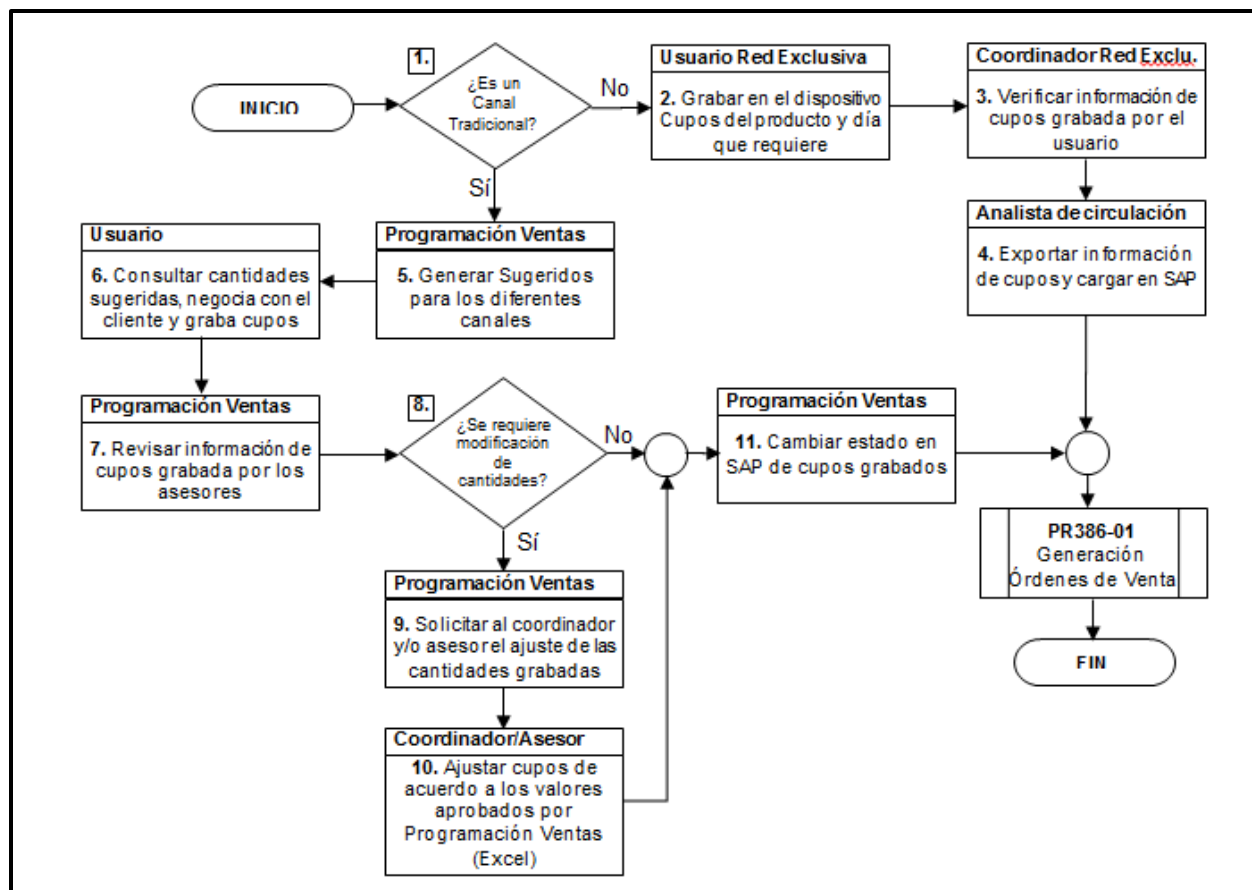 INICIO
1.
¿Es un
Canal
Tradicional?
No
Sí
Usuario Red Exclusiva
2. Grabar en el dispositivo
Cupos del producto y día
que requiere
Coordinador Red Exclu.
3. Verificar información de
cupos grabada por el
usuario
Analista de circulación
4. Exportar información
de cupos y cargar en SAP
Programación Ventas
5. Generar Sugeridos
para los diferentes
canales
Usuario
6. Consultar cantidades
sugeridas, negocia con el
cliente y graba cupos
Programación Ventas
7. Revisar información de
cupos grabada por los
asesores
8.
¿Se requiere
modificación
de
cantidades?
No
Sí
Programación Ventas
9. Solicitar al coordinador
y/o asesor el ajuste de las
cantidades grabadas
Coordinador/Asesor
10. Ajustar cupos de
acuerdo a los valores
aprobados por
Programación Ventas
(Excel)
Programación Ventas
11. Cambiar estado en
SAP de cupos grabados
PR386-01
Generación
Órdenes de Venta
FIN